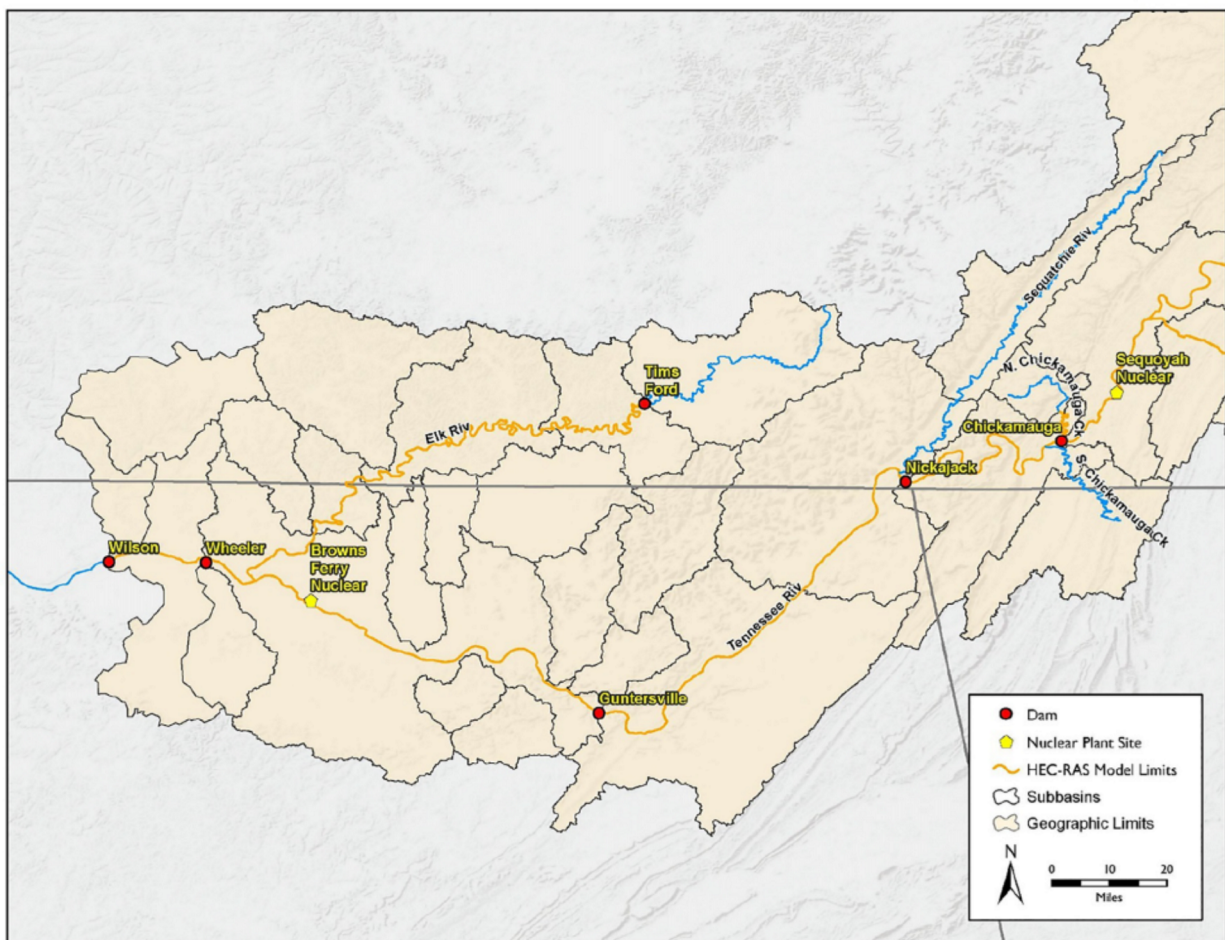 Sequatchie Riv
N. Chickamauga Ck
Sequoyah
Nuclear
Tims
Ford
Elk Riv
Chickamauga
Nickajack
S. Chickamauga Ck
Wilson
Wheeler
Browns
Ferry
Nuclear
Tennessee Riv
Guntersville
Dam
Nuclear Plant Site
HEC-RAS Model Limits
Subbasins
Geographic Limits
N
0 10 20
Miles